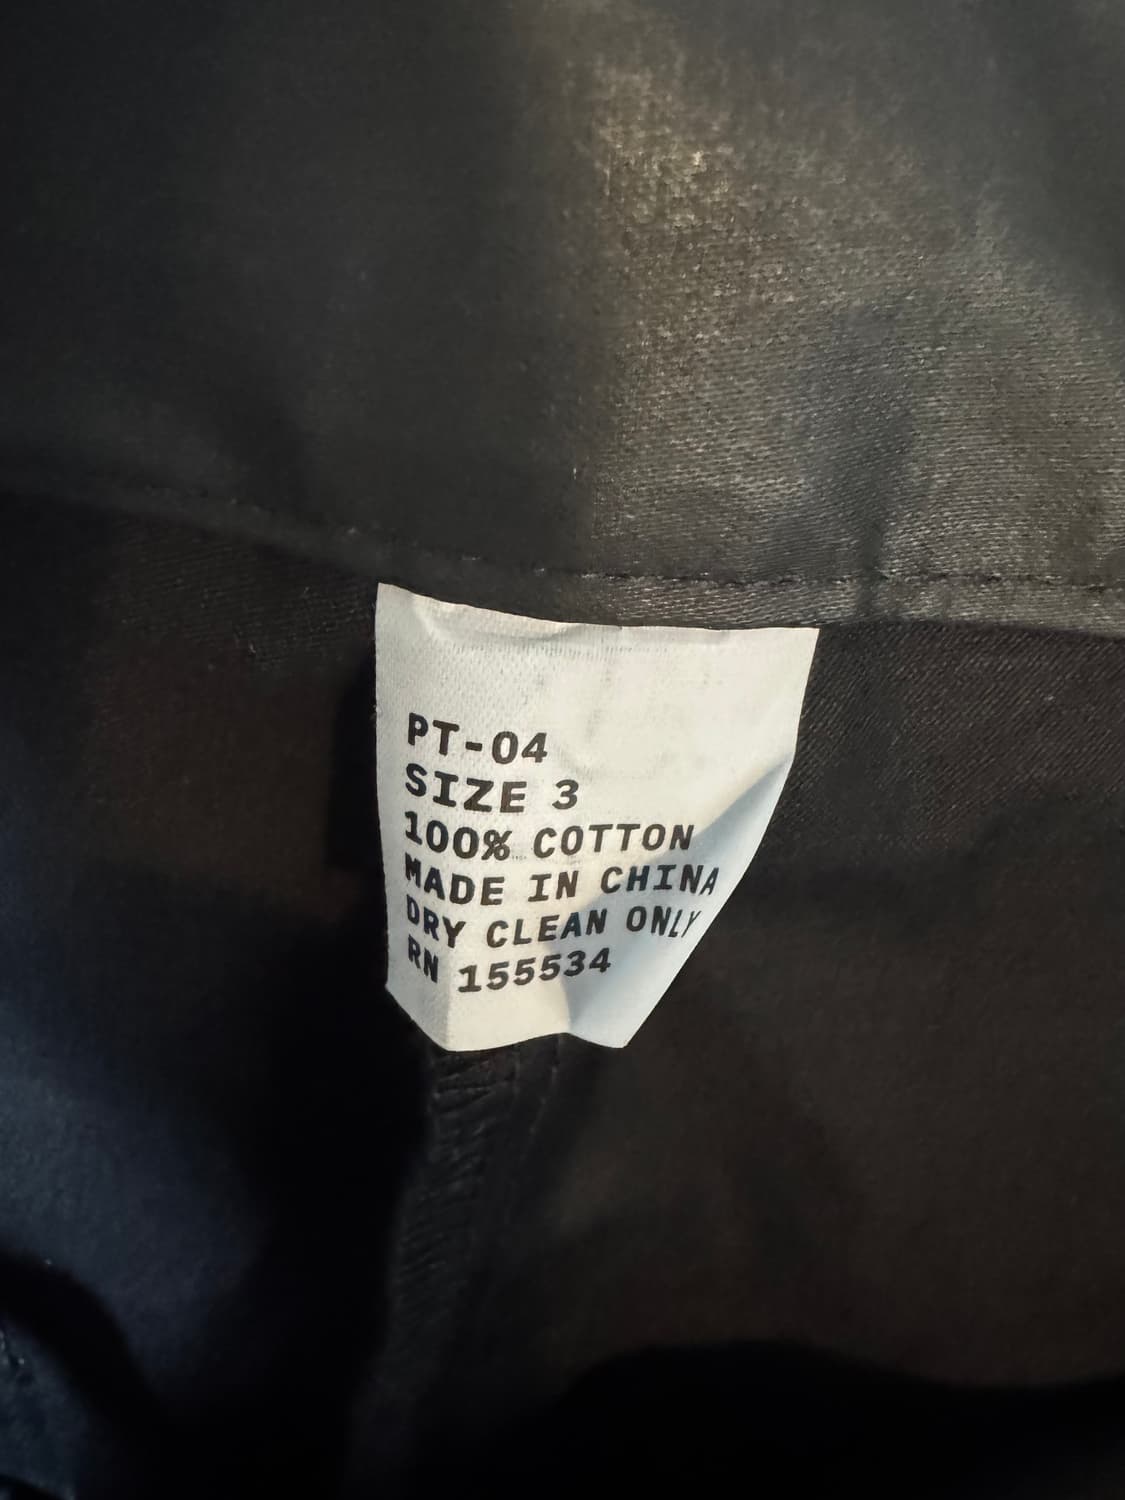 PT-04
SIZE 3
100% COTTON
MADE IN CHINA
DRY CLEAN ONLY
RN 155534